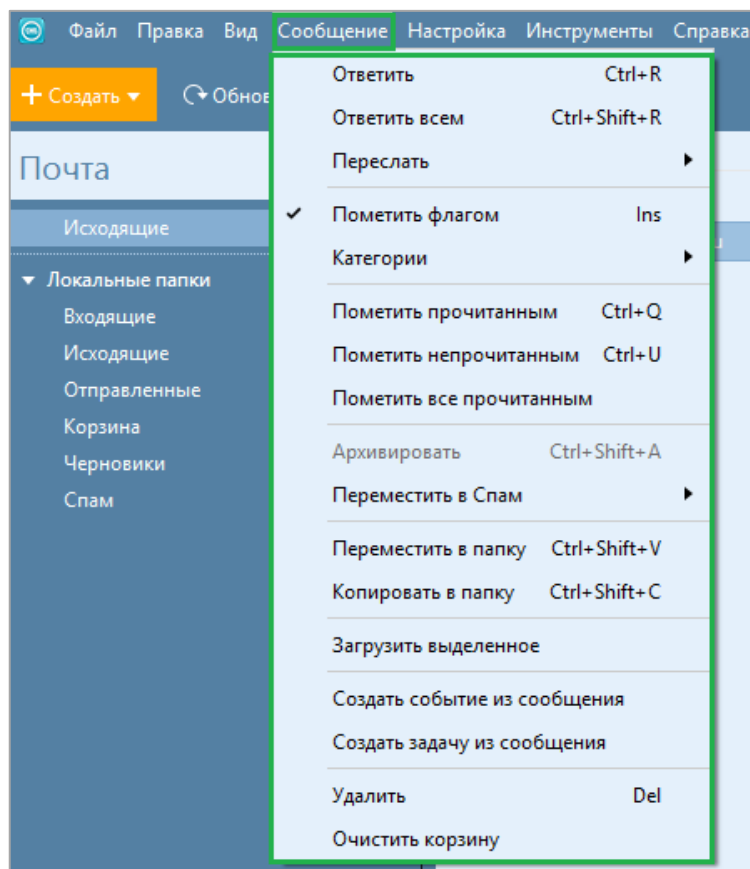 Файл Правка Вид Сообщение Настройка Инструменты Справка
Создать
Почта
Исходящие
Локальные папки
Входящие
Исходящие
Отправленные
Корзина
Черновики
Спам
Ответить Ctrl+R
Ответить всем Ctrl+Shift+R
Переслать
Пометить флагом Ins
Категории
Пометить прочитанным Ctrl+Q
Пометить непрочитанным Ctrl+U
Пометить все прочитанным
Архивировать Ctrl+Shift+A
Переместить в Спам
Переместить в папку Ctrl+Shift+V
Копировать в папку Ctrl+Shift+C
Загрузить выделенное
Создать событие из сообщения
Создать задачу из сообщения
Удалить Del
Очистить корзину